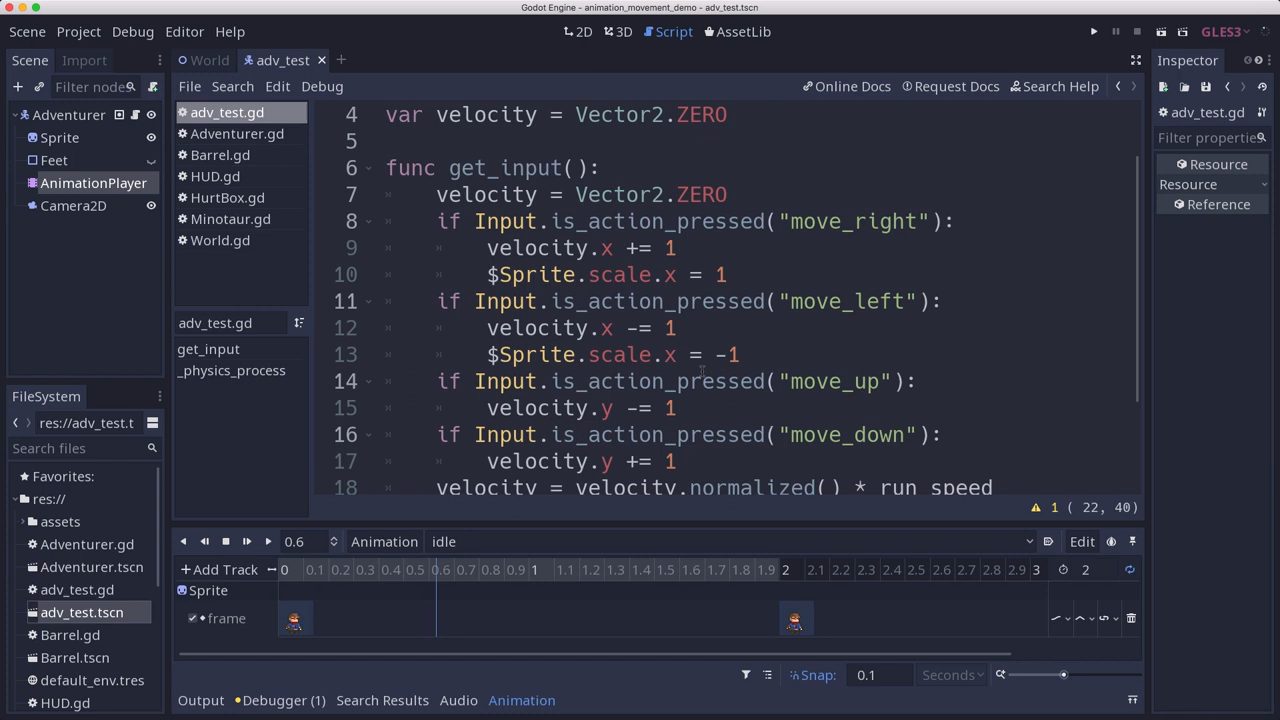 Godot Engine - animation_movement_demo - adv_test.tscn
Scene Project Debug Editor Help
2D 3D Script AssetLib
GLES3
Scene Import
Filter nodes
Adventurer
Sprite
Feet
AnimationPlayer
Camera2D
FileSystem
res://adv_test.t
Search files
Favorites:
res://
assets
Adventurer.gd
Adventurer.tscn
adv_test.gd
adv_test.tscn
Barrel.gd
Barrel.tscn
default_env.tres
HUD.gd
World adv_test
File Search Edit Debug
Online Docs Request Docs Search Help
adv_test.gd
Adventurer.gd
Barrel.gd
HUD.gd
HurtBox.gd
Minotaur.gd
World.gd
adv_test.gd
get_input
_physics_process
4 var velocity = Vector2.ZERO
5
6 func get_input():
7 velocity = Vector2.ZERO
8 if Input.is_action_pressed("move_right"):
9 velocity.x += 1
10 $Sprite.scale.x = 1
11 if Input.is_action_pressed("move_left"):
12 velocity.x -= 1
13 $Sprite.scale.x = -1
14 if Input.is_action_pressed("move_up"):
15 velocity.y -= 1
16 if Input.is_action_pressed("move_down"):
17 velocity.y += 1
18 velocity = velocity.normalized() * run_speed
1 ( 22, 40)
0.6 Animation idle Edit
Add Track 0 0.1 0.2 0.3 0.4 0.5 0.6 0.7 0.8 0.9 1 1.1 1.2 1.3 1.4 1.5 1.6 1.7 1.8 1.9 2 2.1 2.2 2.3 2.4 2.5 2.6 2.7 2.8 2.9 3 2
Sprite
frame
Snap: 0.1 Seconds
Output Debugger (1) Search Results Audio Animation
Inspector
adv_test.gd
Filter properties
Resource
Resource
Reference